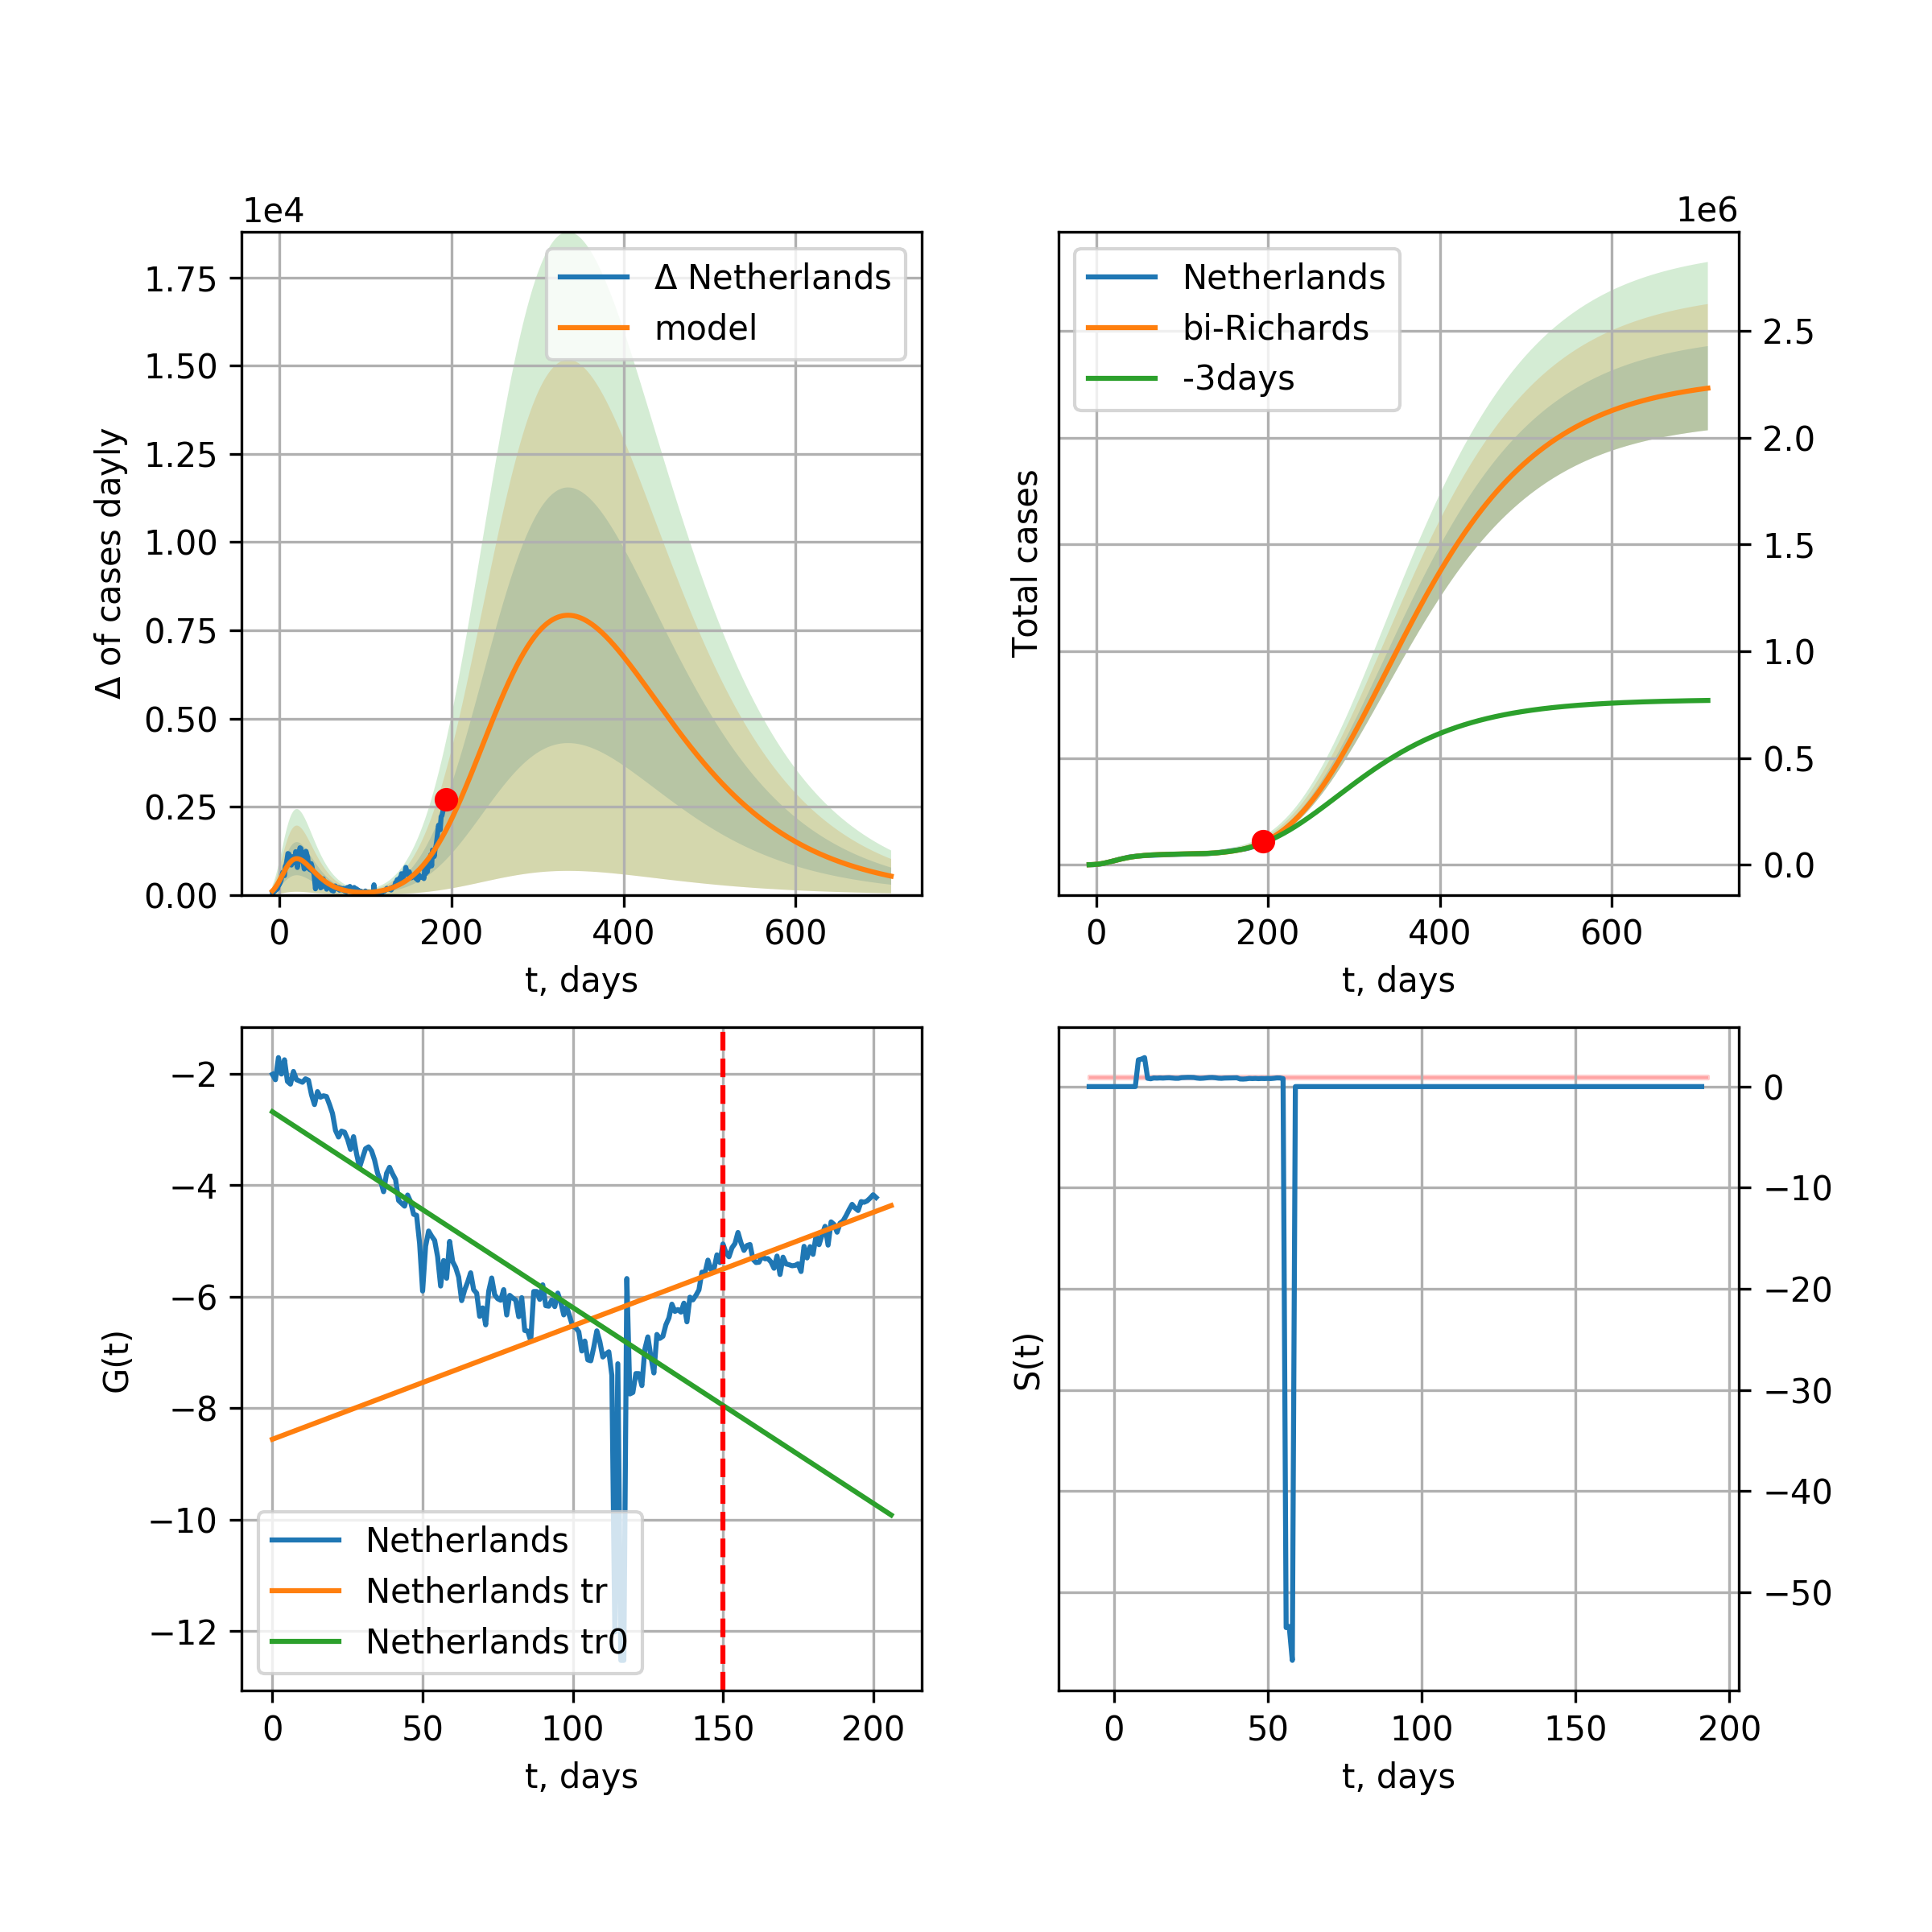 1e4
1.75
1.50
1.25
1.00
0.75
0.50
0.25
0.00
Δ of cases dayly
Δ Netherlands
model
0
200
400
600
t, days
1e6
Netherlands
bi-Richards
-3days
Total cases
2.5
2.0
1.5
1.0
0.5
0.0
0
200
400
600
t, days
−2
−4
−6
−8
−10
−12
G(t)
Netherlands
Netherlands tr
Netherlands tr0
0
50
100
150
200
t, days
S(t)
0
−10
−20
−30
−40
−50
0
50
100
150
200
t, days